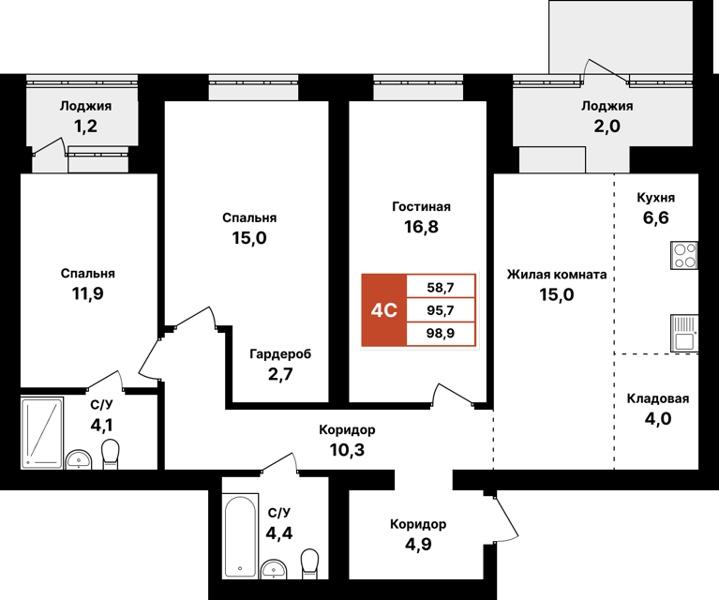 Лоджия
1,2
Лоджия
2,0
Спальня
15,0
Гостиная
16,8
Кухня
6,6
Спальня
11,9
Жилая комната
15,0
4С
58,7
95,7
98,9
Гардероб
2,7
С/У
4,1
Кладовая
4,0
Коридор
10,3
С/У
4,4
Коридор
4,9